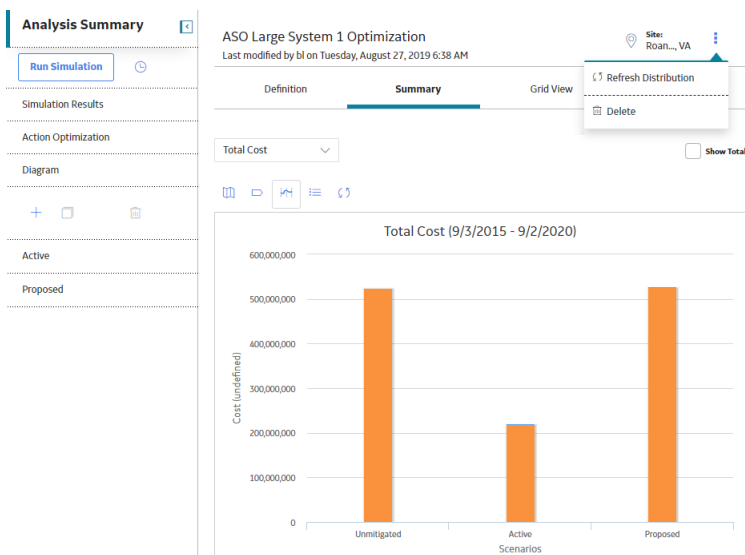 Analysis Summary
Run Simulation
Simulation Results
Action Optimization
Diagram
Active
Proposed
ASO Large System 1 Optimization
Last modified by bl on Tuesday, August 27, 2019 6:38 AM
Site:
Roan..., VA
Refresh Distribution
Delete
Definition
Summary
Grid View
Total Cost
Show Total
Total Cost (9/3/2015 - 9/2/2020)
Cost (undefined)
600,000,000
500,000,000
400,000,000
300,000,000
200,000,000
100,000,000
0
Unmitigated
Active
Proposed
Scenarios